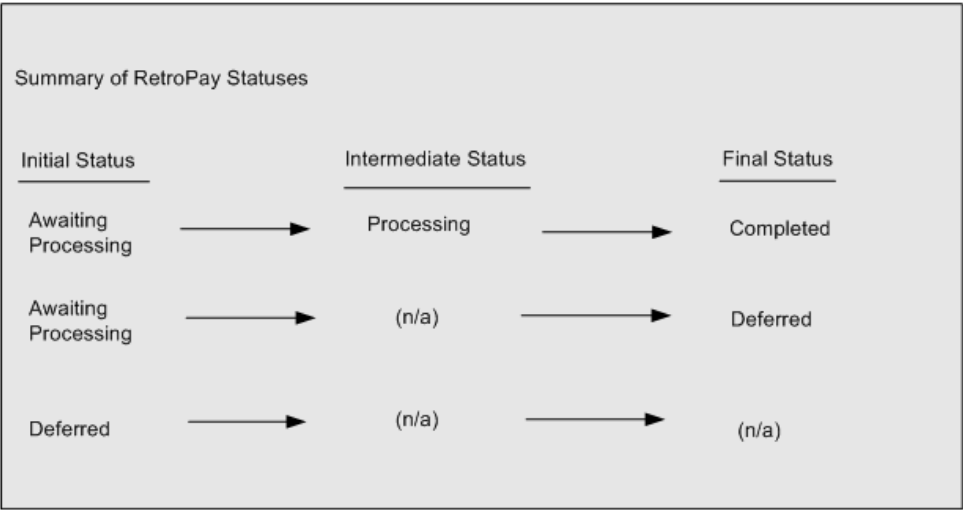 Summary of RetroPay Statuses
Initial Status Intermediate Status Final Status
Awaiting
Processing
Processing
Completed
Awaiting
Processing
(n/a)
Deferred
Deferred
(n/a)
(n/a)